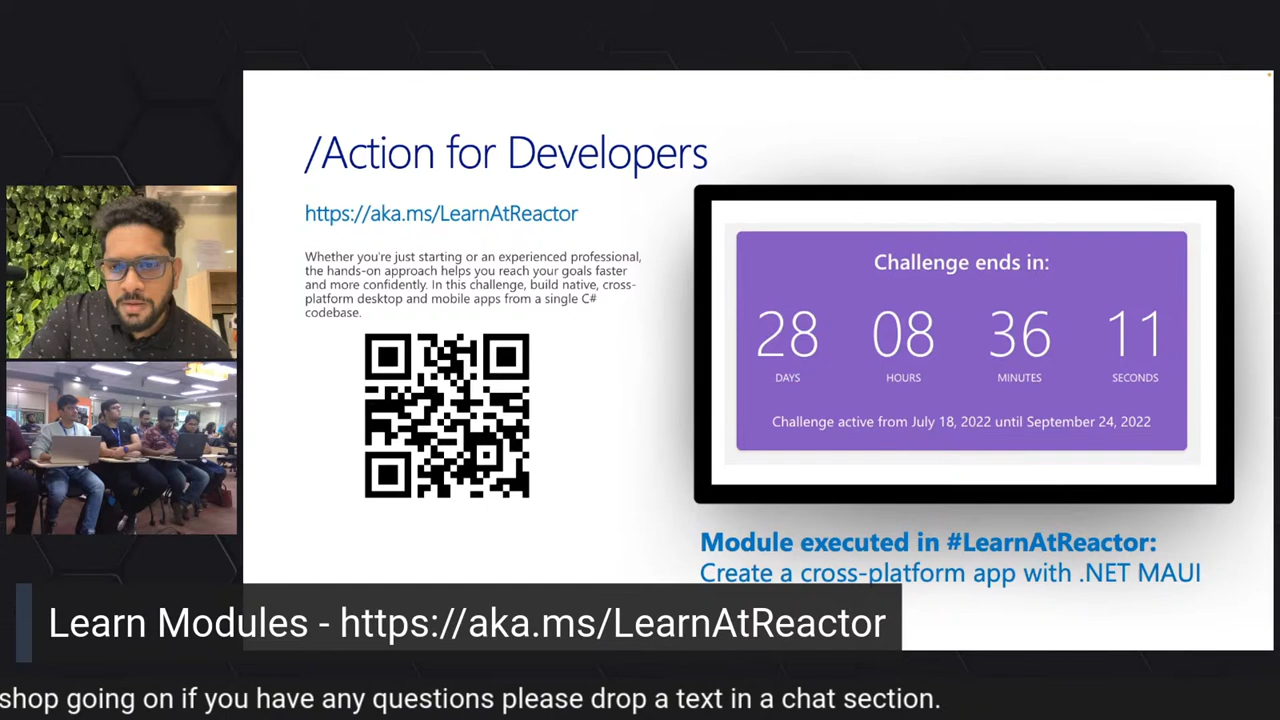 /Action for Developers
https://aka.ms/LearnAtReactor
Whether you're just starting or an experienced professional,
the hands-on approach helps you reach your goals faster
and more confidently. In this challenge, build native, cross-
platform desktop and mobile apps from a single C#
codebase.
Challenge ends in:
28 08 36 11
DAYS HOURS MINUTES SECONDS
Challenge active from July 18, 2022 until September 24, 2022
Module executed in #LearnAtReactor:
Create a cross-platform app with .NET MAUI
Learn Modules - https://aka.ms/LearnAtReactor
shop going on if you have any questions please drop a text in a chat section.